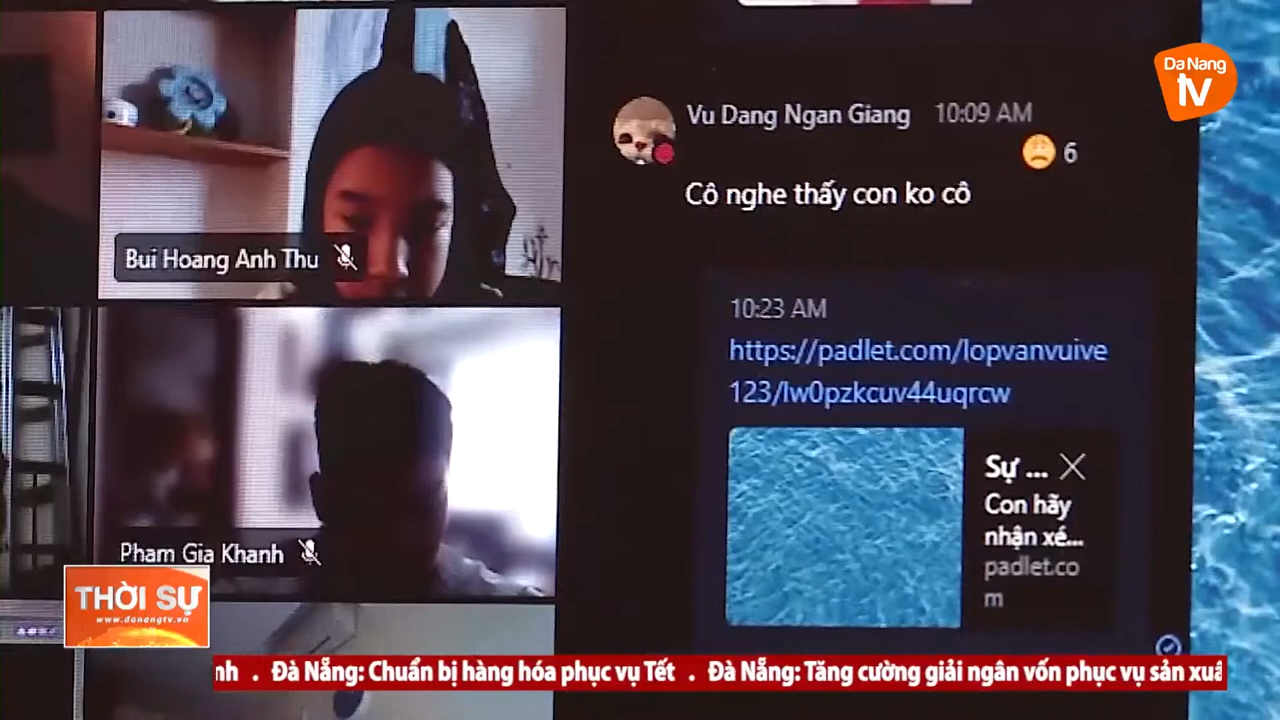 Da Nang
tv
Vu Dang Ngan Giang 10:09 AM
6
Cô nghe thấy con ko cô
Bui Hoang Anh Thu
10:23 AM
https://padlet.com/lopvanvuive
123/lw0pzkcuv44uqrcw
Sự ...
Con hãy
nhận xé...
padlet.co
m
Pham Gia Khanh
THỜI SỰ
www.danangtv.vn
nh . Đà Nẵng: Chuẩn bị hàng hóa phục vụ Tết . Đà Nẵng: Tăng cường giải ngân vốn phục vụ sản xuấ